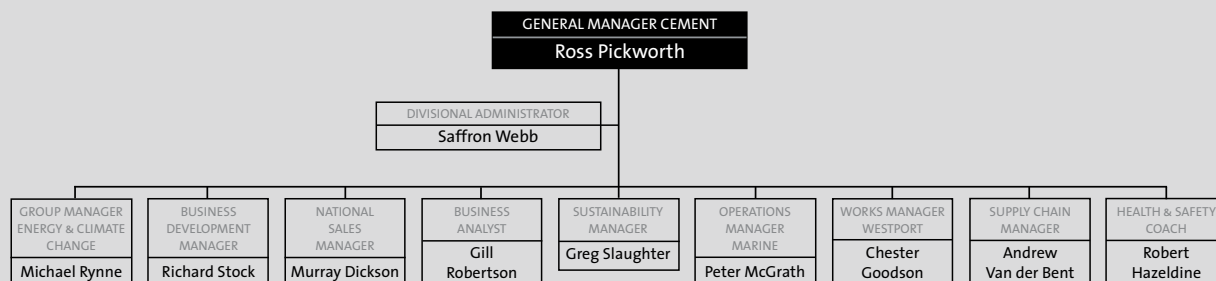 GENERAL MANAGER CEMENT
Ross Pickworth
DIVISIONAL ADMINISTRATOR
Saffron Webb
GROUP MANAGER
ENERGY & CLIMATE
CHANGE
Michael Rynne
BUSINESS
DEVELOPMENT
MANAGER
Richard Stock
NATIONAL
SALES
MANAGER
Murray Dickson
BUSINESS
ANALYST
Gill
Robertson
SUSTAINABILITY
MANAGER
Greg Slaughter
OPERATIONS
MANAGER
MARINE
Peter McGrath
WORKS MANAGER
WESTPORT
Chester
Goodson
SUPPLY CHAIN
MANAGER
Andrew
Van der Bent
HEALTH & SAFETY
COACH
Robert
Hazeldine